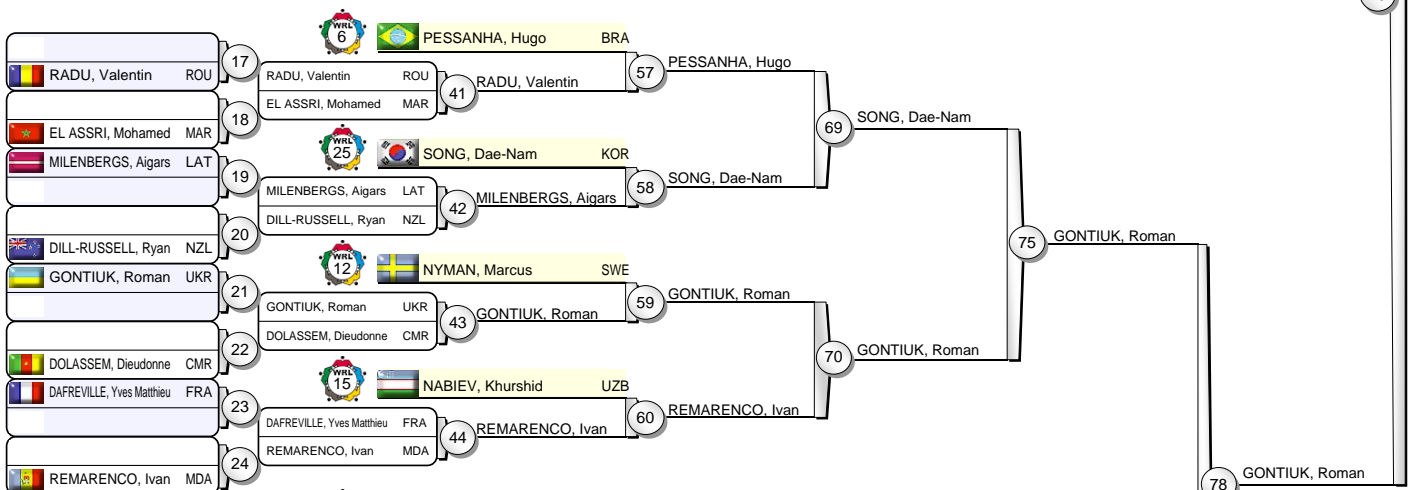 WRL
6
PESSANHA, Hugo BRA
RADU, Valentin ROU
17
RADU, Valentin ROU
EL ASSRI, Mohamed MAR
41
RADU, Valentin
57
PESSANHA, Hugo
EL ASSRI, Mohamed MAR
18
WRL
25
SONG, Dae-Nam KOR
69
SONG, Dae-Nam
MILENBERGS, Aigars LAT
19
MILENBERGS, Aigars LAT
DILL-RUSSELL, Ryan NZL
42
MILENBERGS, Aigars
58
SONG, Dae-Nam
DILL-RUSSELL, Ryan NZL
20
WRL
12
NYMAN, Marcus SWE
75
GONTIUK, Roman
GONTIUK, Roman UKR
21
GONTIUK, Roman UKR
DOLASSEM, Dieudonne CMR
43
GONTIUK, Roman
59
GONTIUK, Roman
DOLASSEM, Dieudonne CMR
22
WRL
15
NABIEV, Khurshid UZB
70
GONTIUK, Roman
DAFREVILLE, Yves Matthieu FRA
23
DAFREVILLE, Yves Matthieu FRA
REMARENCO, Ivan MDA
44
REMARENCO, Ivan
60
REMARENCO, Ivan
REMARENCO, Ivan MDA
24
78
GONTIUK, Roman